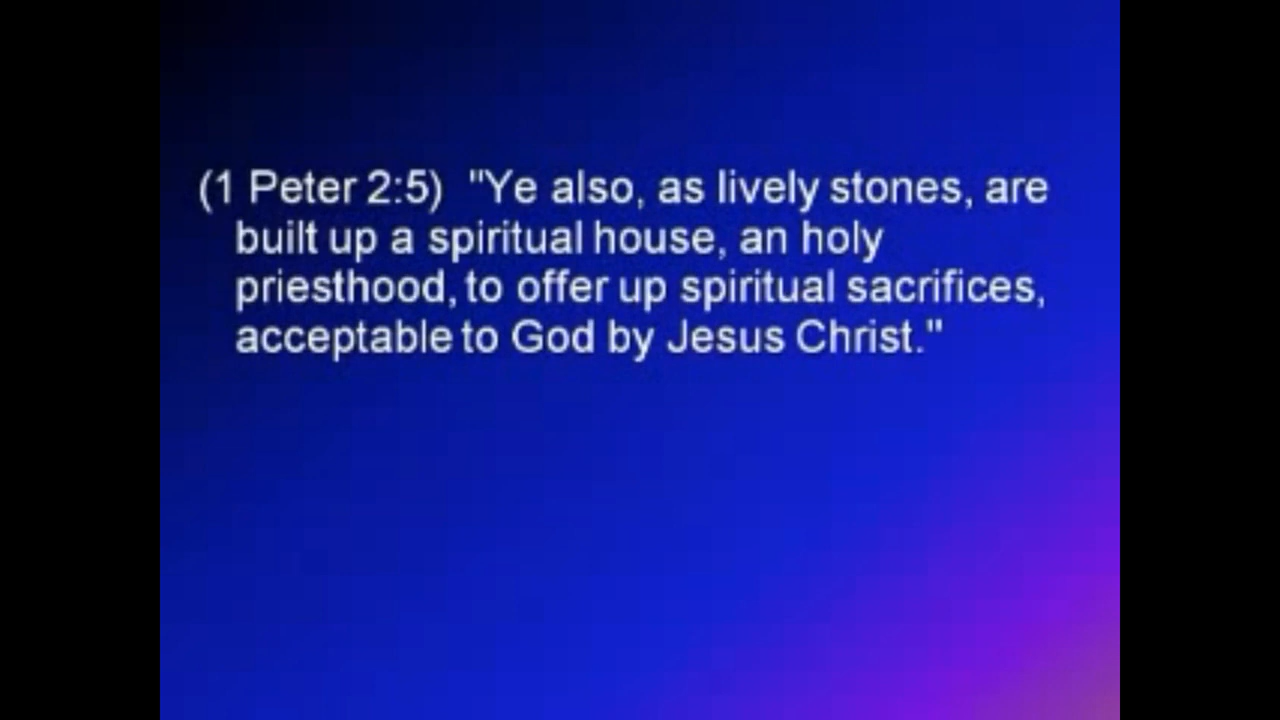 (1 Peter 2:5)  "Ye also, as lively stones, are
built up a spiritual house, an holy
priesthood, to offer up spiritual sacrifices,
acceptable to God by Jesus Christ."